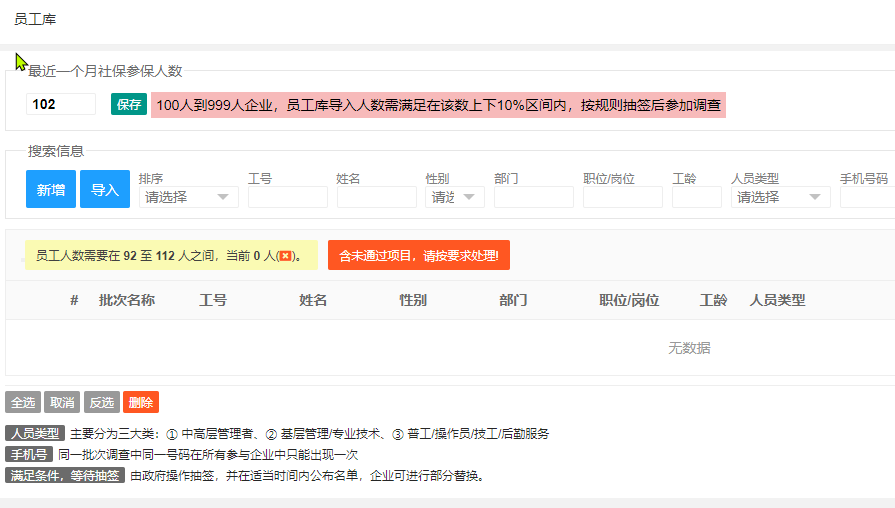 员工库
最近一个月社保参保人数
102 保存 100人到999人企业，员工库导入人数需满足在该数上下10%区间内，按规则抽签后参加调查
搜索信息
新增 导入 排序 请选择 工号 姓名 性别 请选 部门 职位/岗位 工龄 人员类型 请选择 手机号码
员工人数需要在 92 至 112 人之间，当前 0 人()。 含未通过项目，请按要求处理!
# 批次名称 工号 姓名 性别 部门 职位/岗位 工龄 人员类型
无数据
全选 取消 反选 删除
人员类型 主要分为三大类：① 中高层管理者、② 基层管理/专业技术、③ 普工/操作员/技工/后勤服务
手机号 同一批次调查中同一号码在所有参与企业中只能出现一次
满足条件，等待抽签 由政府操作抽签，并在适当时间内公布名单，企业可进行部分替换。